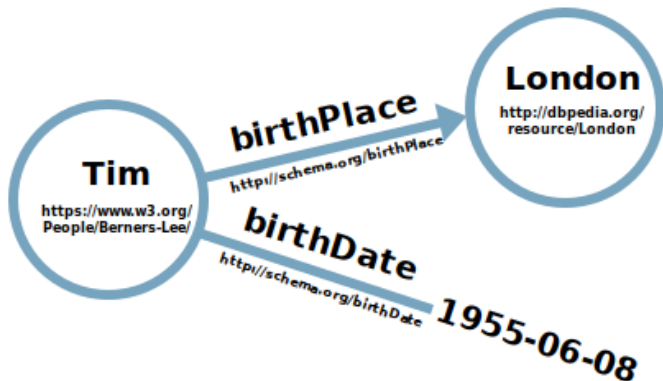 London
http://dbpedia.org/
resource/London
birthPlace
http://schema.org/birthPlace
Tim
https://www.w3.org/
People/Berners-Lee/
birthDate
http://schema.org/birthDate
1955-06-08